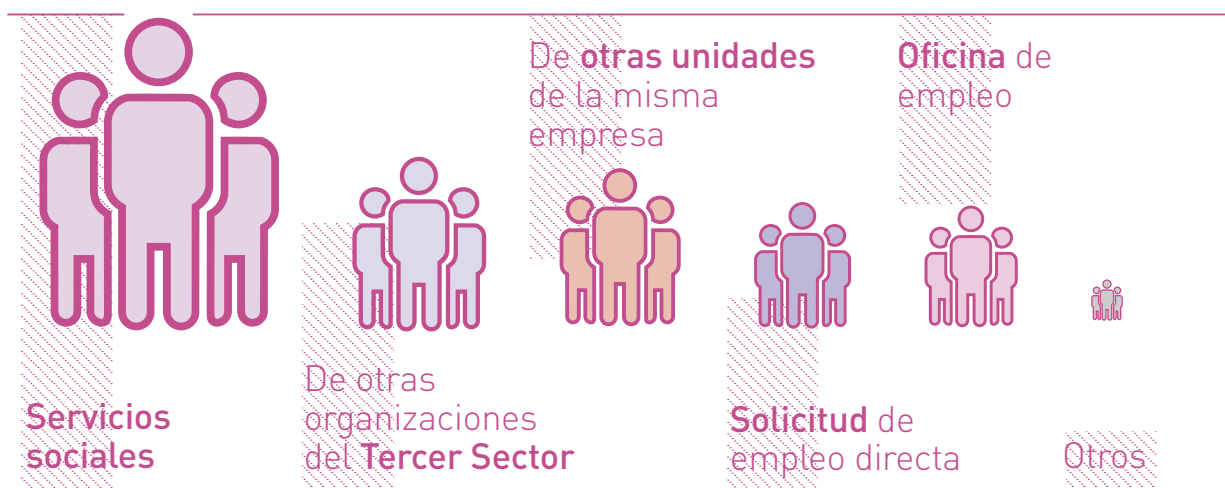 Servicios
sociales
De otras
organizaciones
del Tercer Sector
De otras unidades
de la misma
empresa
Solicitud de
empleo directa
Oficina de
empleo
Otros